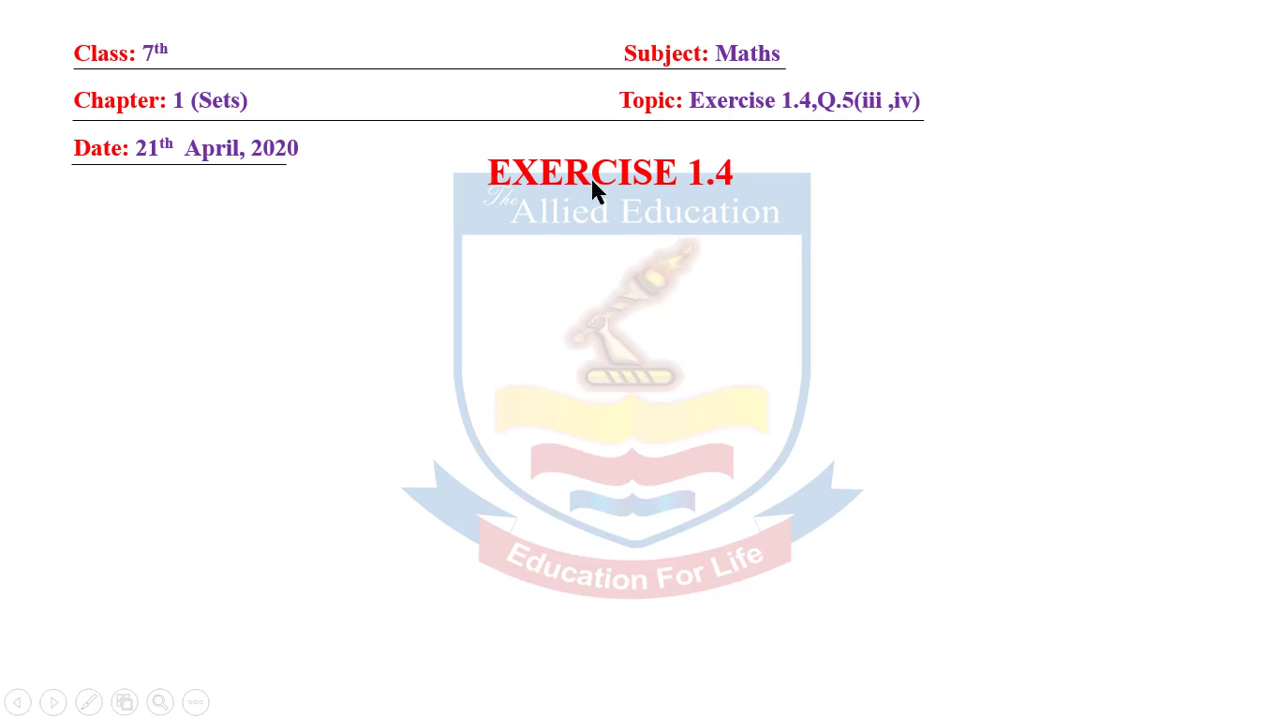 Class: 7th Subject: Maths
Chapter: 1 (Sets) Topic: Exercise 1.4,Q.5(iii ,iv)
Date: 21th April, 2020
EXERCISE 1.4
The
Allied Education
Education For Life